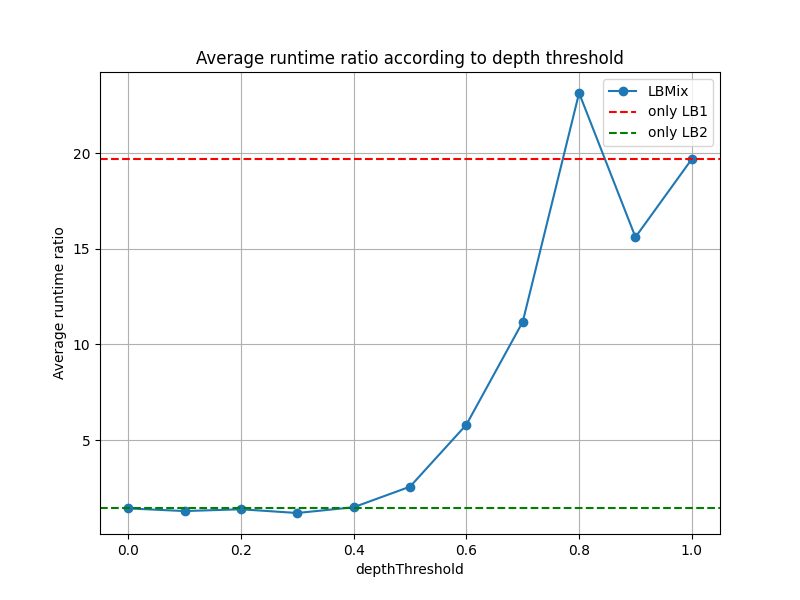 Average runtime ratio according to depth threshold
LBMix
only LB1
only LB2
Average runtime ratio
20
15
10
5
0.0 0.2 0.4 0.6 0.8 1.0
depthThreshold